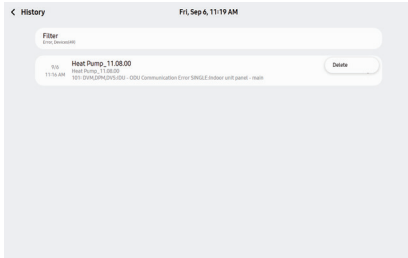 History
Fri, Sep 6, 11:19 AM
Filter
Error, Device(All)
9/6
11:16 AM
Heat Pump_11.08.00
Heat Pump_11.08.00
101- DVM,DPM,DVS:IDU - ODU Communication Error SINGLE:Indoor unit panel - main
Delete